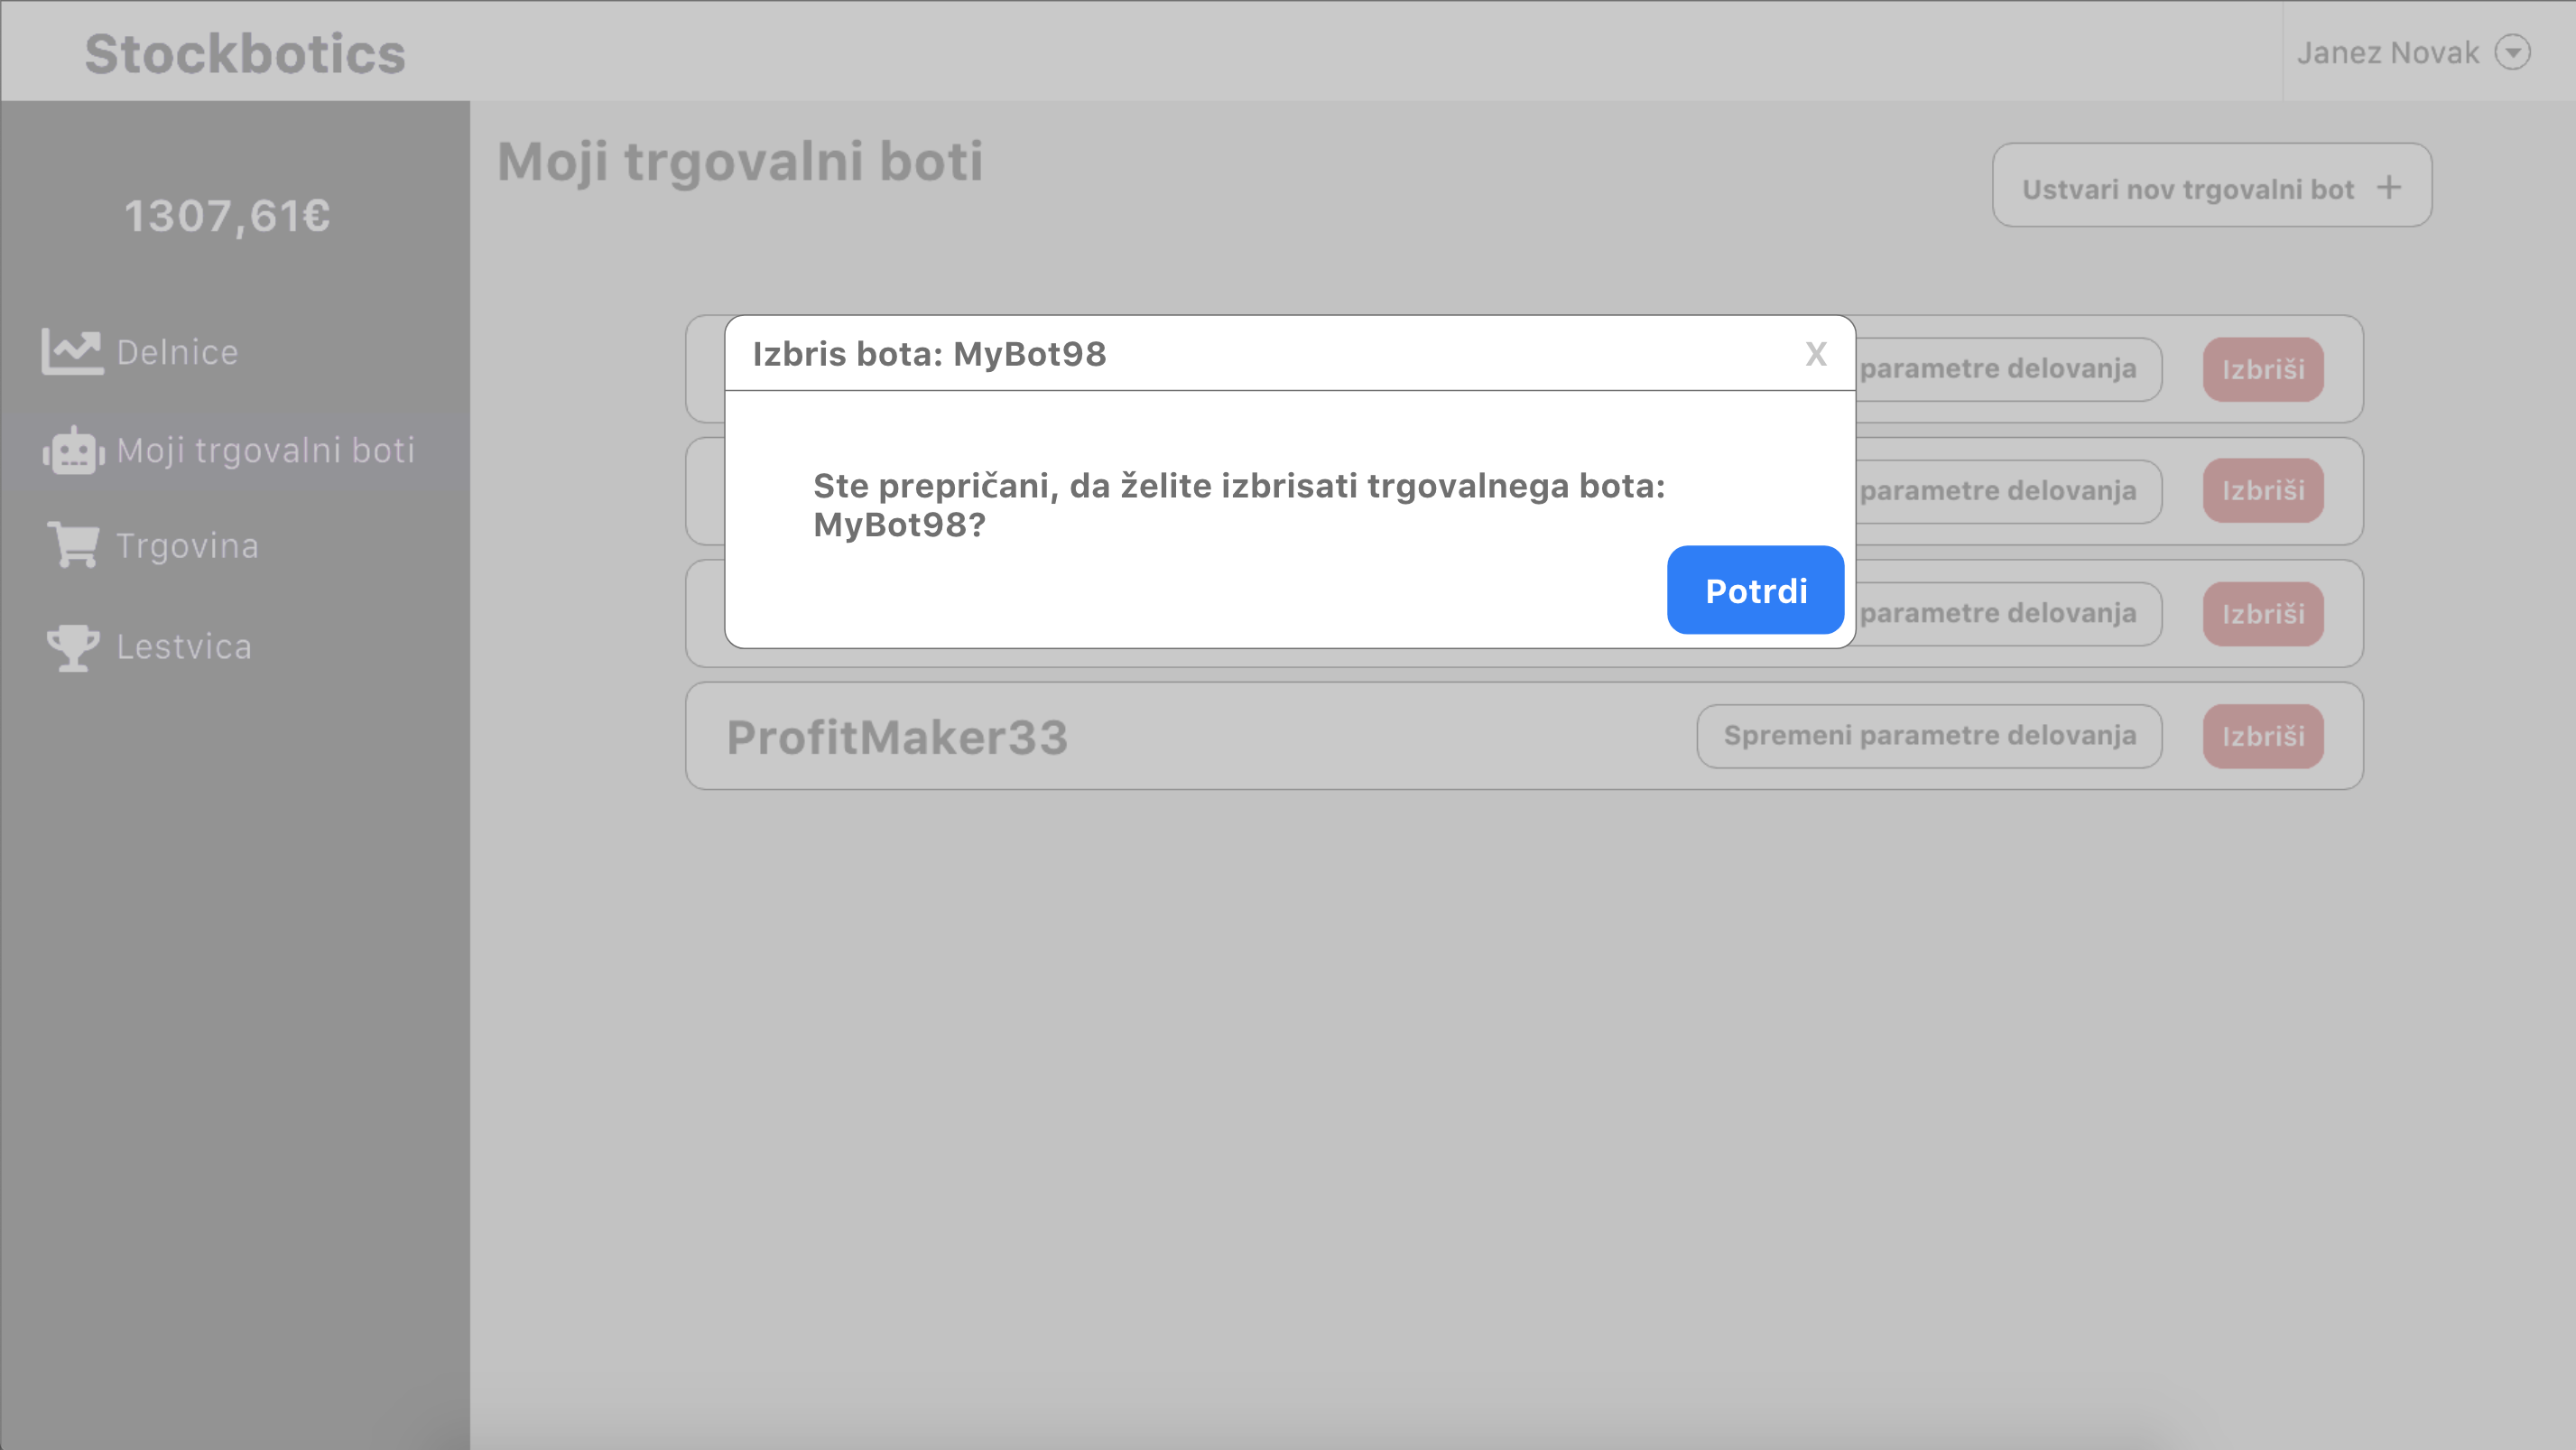 Stockbotics
Janez Novak
1307,61€
Delnice
Moji trgovalni boti
Trgovina
Lestvica
Moji trgovalni boti
Ustvari nov trgovalni bot +
Izbris bota: MyBot98
X
Ste prepričani, da želite izbrisati trgovalnega bota:
MyBot98?
Potrdi
parametre delovanja
Izbriši
parametre delovanja
Izbriši
parametre delovanja
Izbriši
ProfitMaker33
Spremeni parametre delovanja
Izbriši